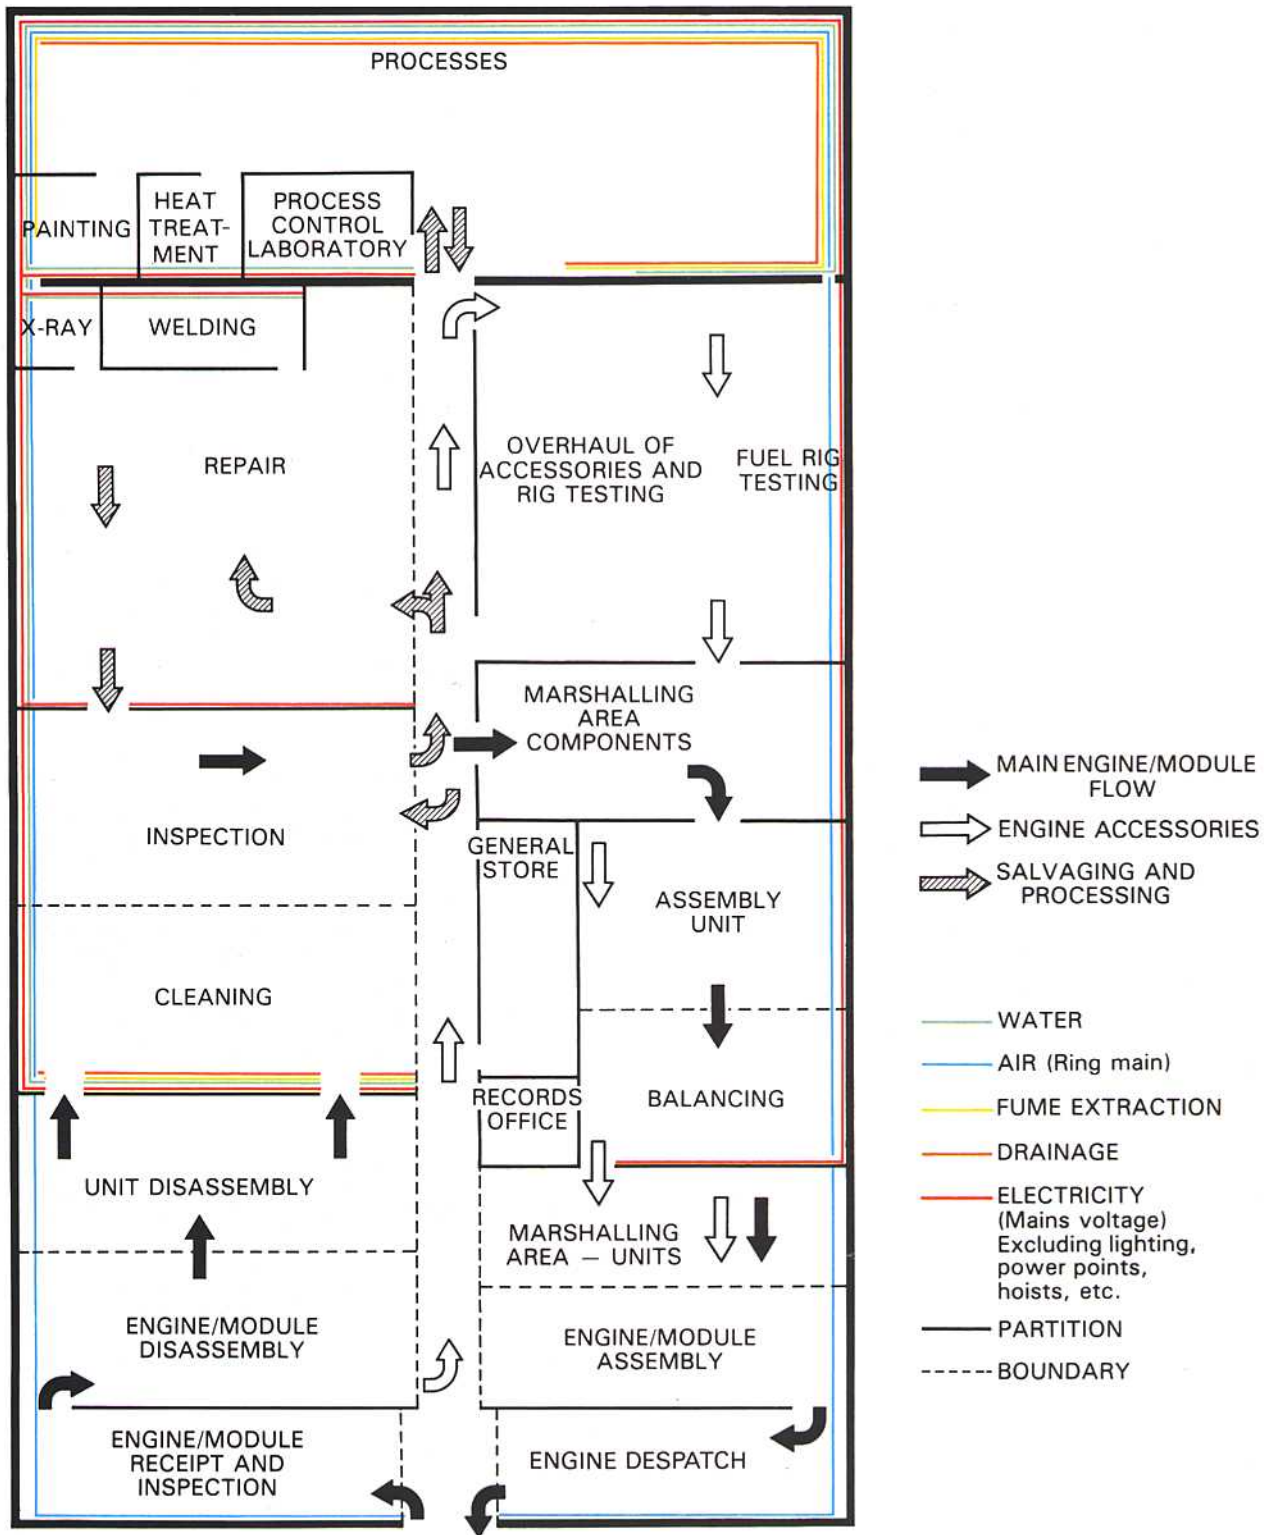 PROCESSES
PAINTING
HEAT
TREAT-
MENT
PROCESS
CONTROL
LABORATORY
X-RAY
WELDING
REPAIR
OVERHAUL OF
ACCESSORIES AND
RIG TESTING
FUEL RIG
TESTING
MARSHALLING
AREA
COMPONENTS
INSPECTION
GENERAL
STORE
ASSEMBLY
UNIT
CLEANING
RECORDS
OFFICE
BALANCING
UNIT DISASSEMBLY
MARSHALLING
AREA – UNITS
ENGINE/MODULE
DISASSEMBLY
ENGINE/MODULE
ASSEMBLY
ENGINE/MODULE
RECEIPT AND
INSPECTION
ENGINE DESPATCH
MAIN ENGINE/MODULE
FLOW
ENGINE ACCESSORIES
SALVAGING AND
PROCESSING
WATER
AIR (Ring main)
FUME EXTRACTION
DRAINAGE
ELECTRICITY
(Mains voltage)
Excluding lighting,
power points,
hoists, etc.
PARTITION
BOUNDARY